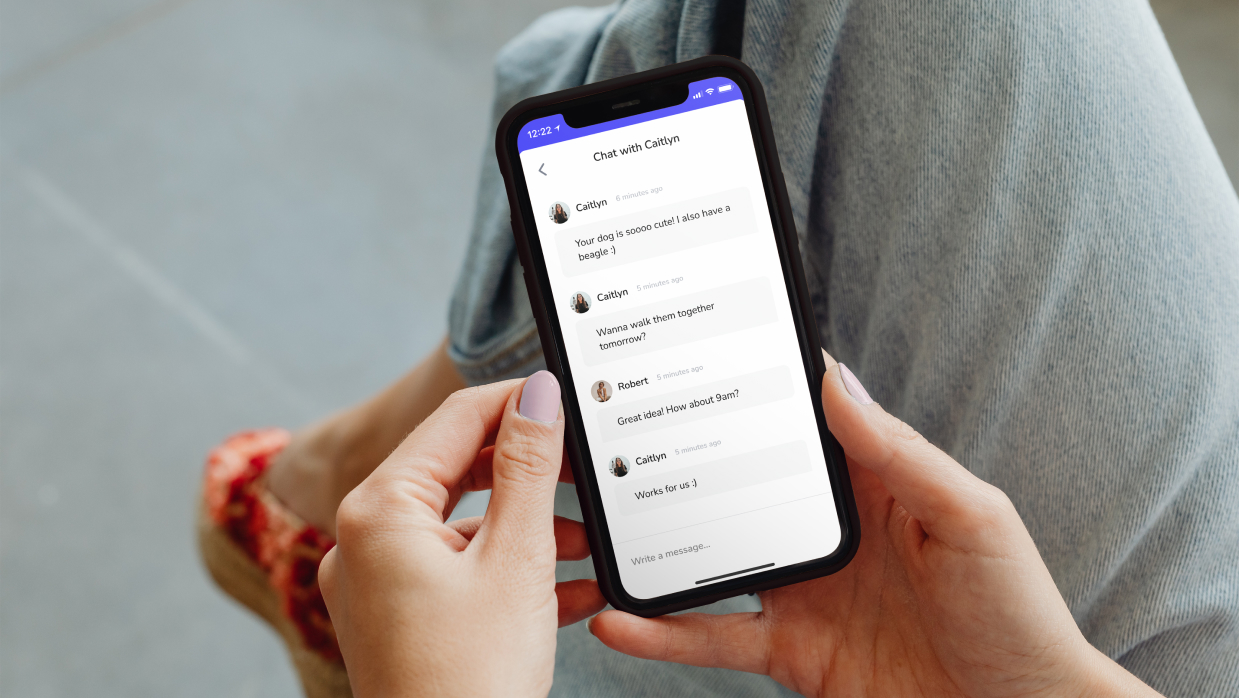 12:22
Chat with Caitlyn
Caitlyn 6 minutes ago
Your dog is soooo cute! I also have a
beagle :)
Caitlyn 5 minutes ago
Wanna walk them together
tomorrow?
Robert 5 minutes ago
Great idea! How about 9am?
Caitlyn 5 minutes ago
Works for us :)
Write a message...